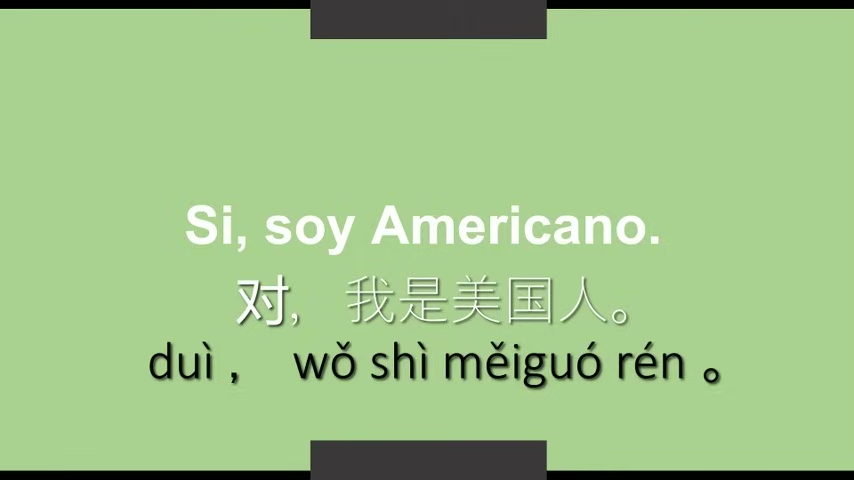 Si, soy Americano.
对， 我是美国人。
duì ， wǒ shì měiguó rén 。